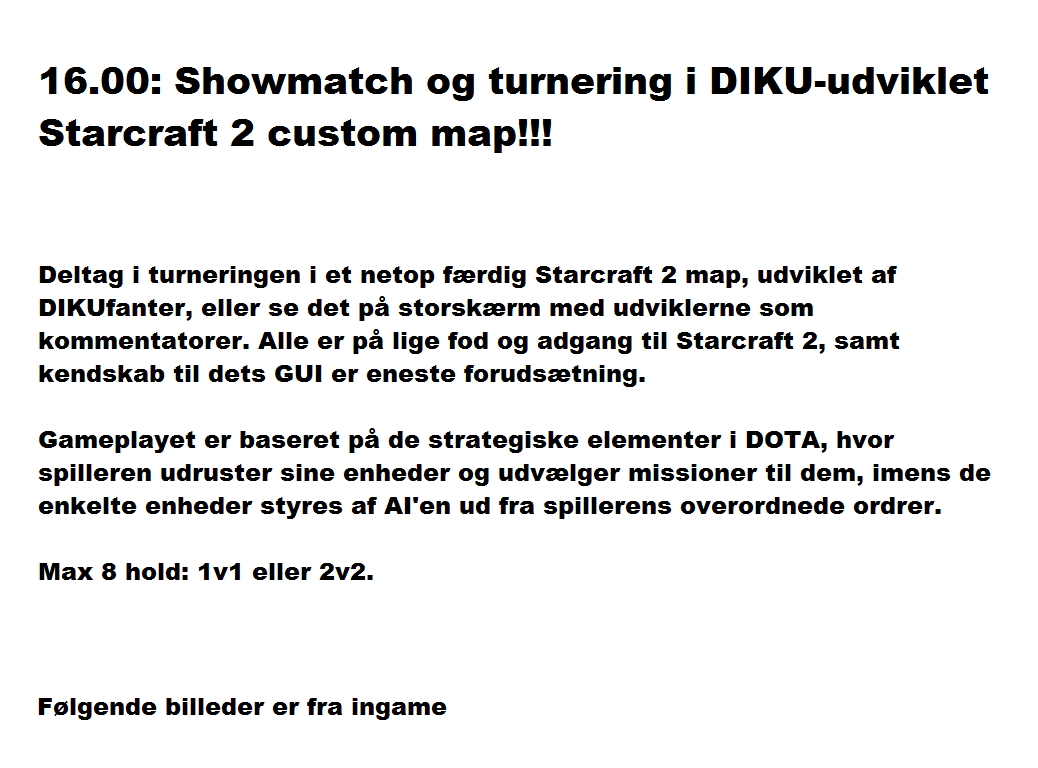 16.00: Showmatch og turnering i DIKU-udviklet
Starcraft 2 custom map!!!
Deltag i turneringen i et netop færdig Starcraft 2 map, udviklet af
DIKUfanter, eller se det på storskærm med udviklerne som
kommentatorer. Alle er på lige fod og adgang til Starcraft 2, samt
kendskab til dets GUI er eneste forudsætning.
Gameplayet er baseret på de strategiske elementer i DOTA, hvor
spilleren udruster sine enheder og udvælger missioner til dem, imens de
enkelte enheder styres af AI'en ud fra spillerens overordnede ordrer.
Max 8 hold: 1v1 eller 2v2.
Følgende billeder er fra ingame